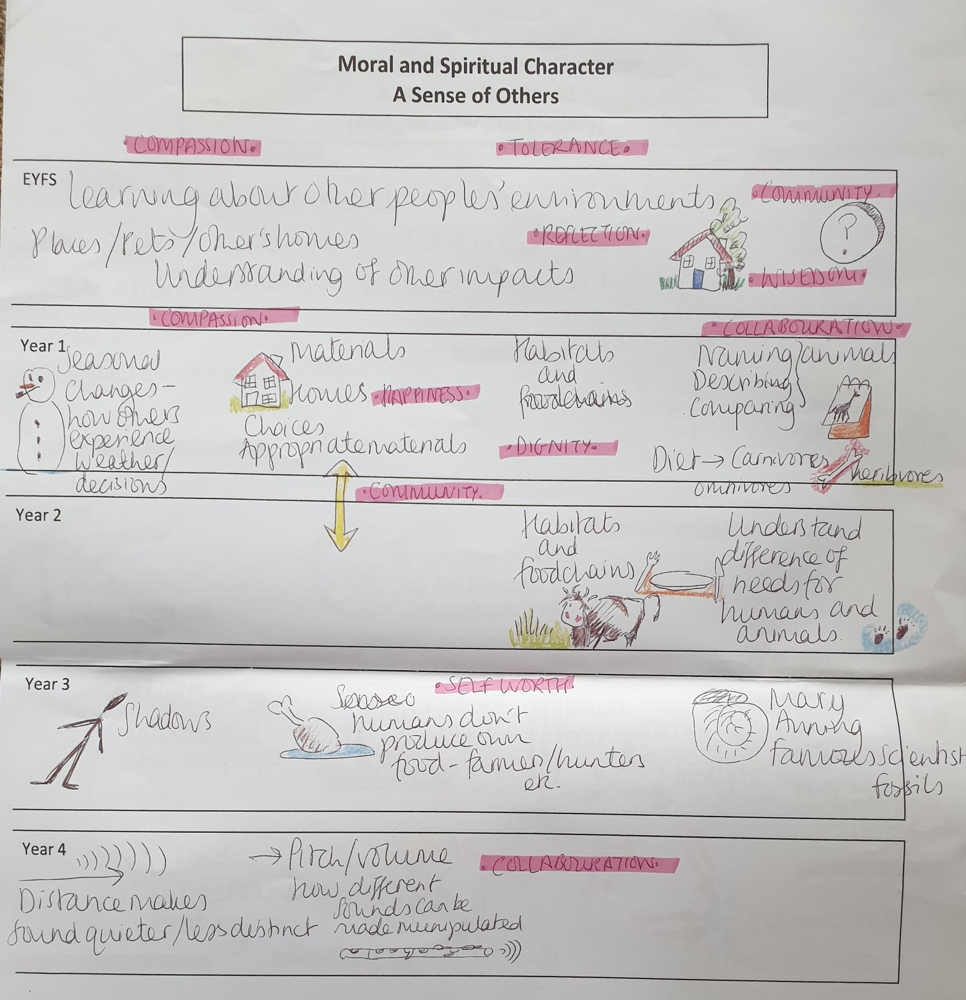 Moral and Spiritual Character
A Sense of Others
• COMPASSION •
• TOLERANCE •
EYFS
Learning about other peoples' environments
• COMMUNITY •
Places/Pets/other's homes
• REFLECTION •
?
Understanding of other impacts
• WISEDOM •
• COMPASSION •
• COLLABOURATION •
Year 1
Seasonal
changes –
how others
experience
weather/
decisions
Materials
Homes
• HAPPINESS •
Choices
Appropriate materials
Habitats
and
foodchains
• DIGNITY •
Naming/animals
Describing
Comparing
Diet → Carnivores
omnivores
heribvores
• COMMUNITY •
Year 2
Habitats
and
foodchains
Understand
difference of
needs for
humans and
animals.
Year 3
Shadows
• SELF WORTH •
humans don't
produce own
food – farmer/hunters
etc.
Mary
Anning
famous scientist
fossils
Year 4
Distance makes
sound quieter/less destinct
→ Pitch/volume
how different
sounds can be
made munipulated
• COLLABOURATION •